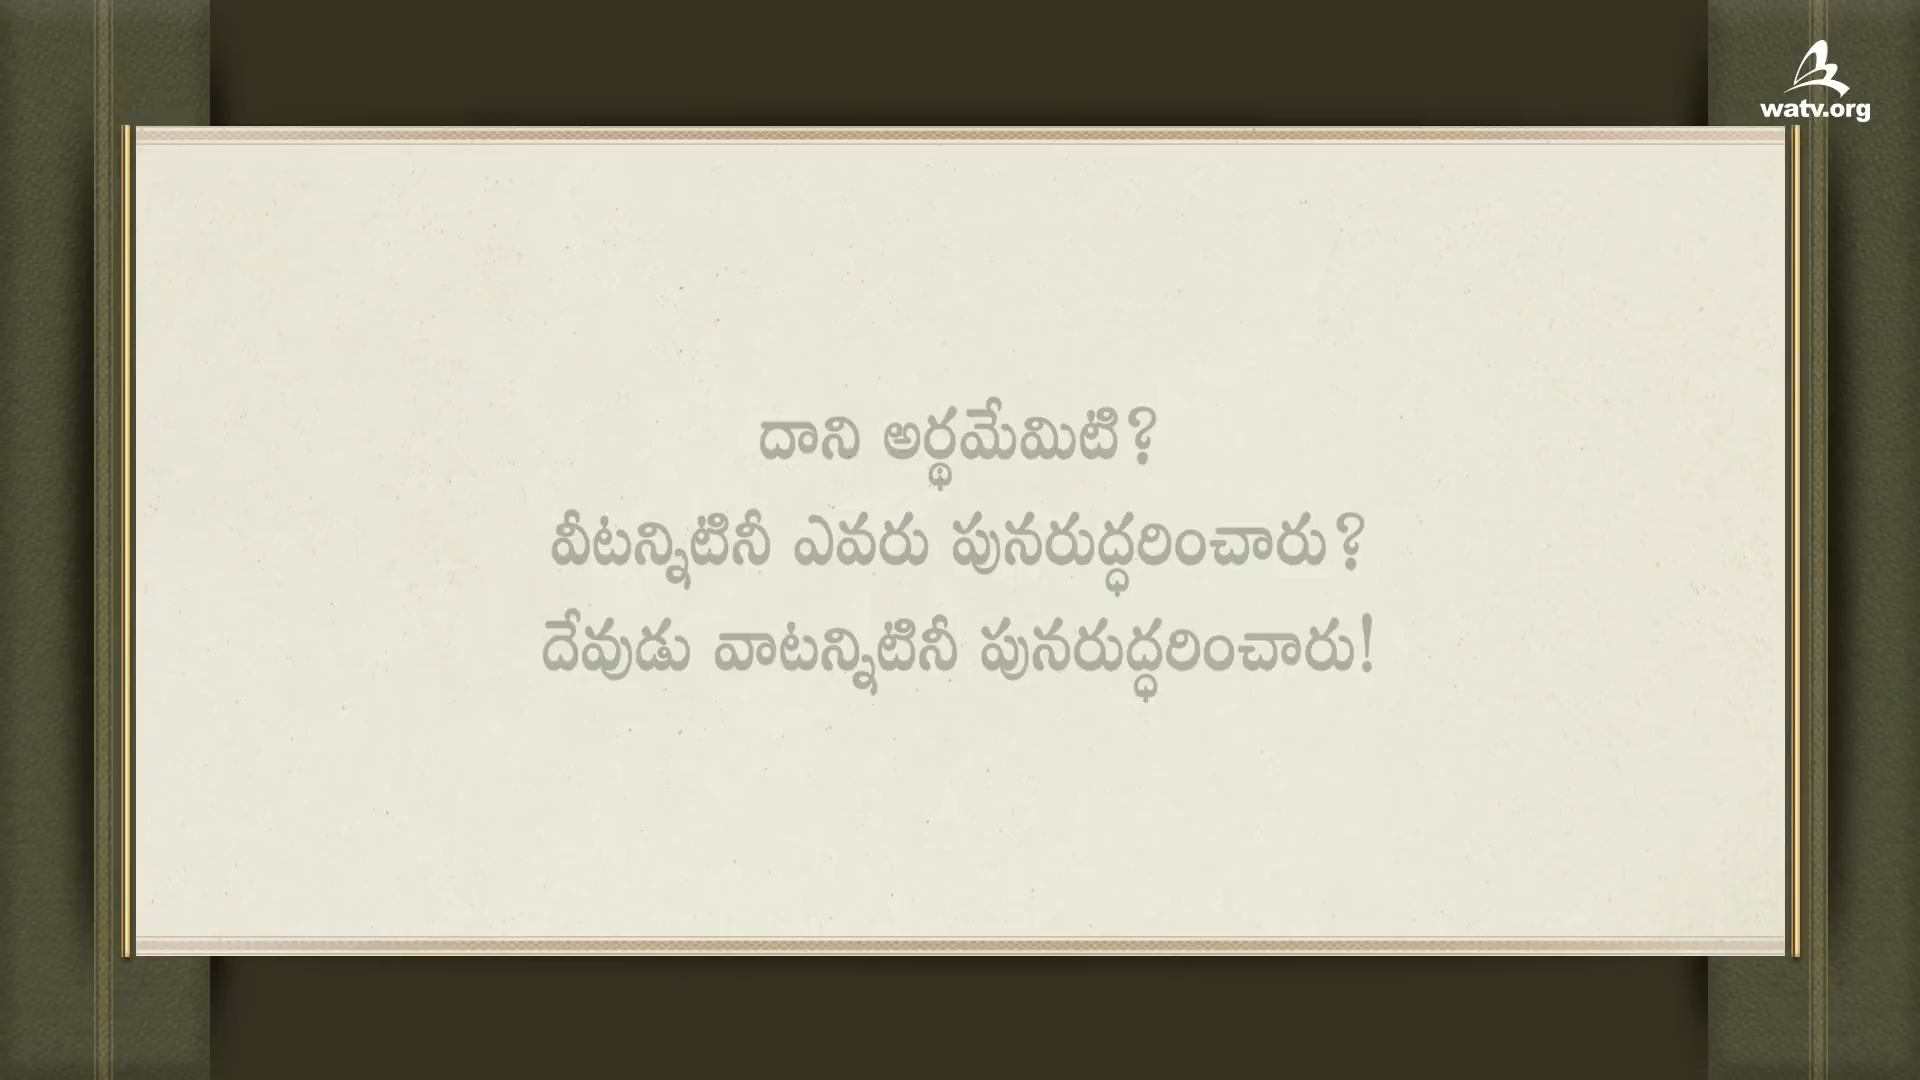 watv.org
దాని అర్థమేమిటి?
వీటన్నిటినీ ఎవరు పునరుద్ధరించారు?
దేవుడు వాటన్నిటినీ పునరుద్ధరించారు!